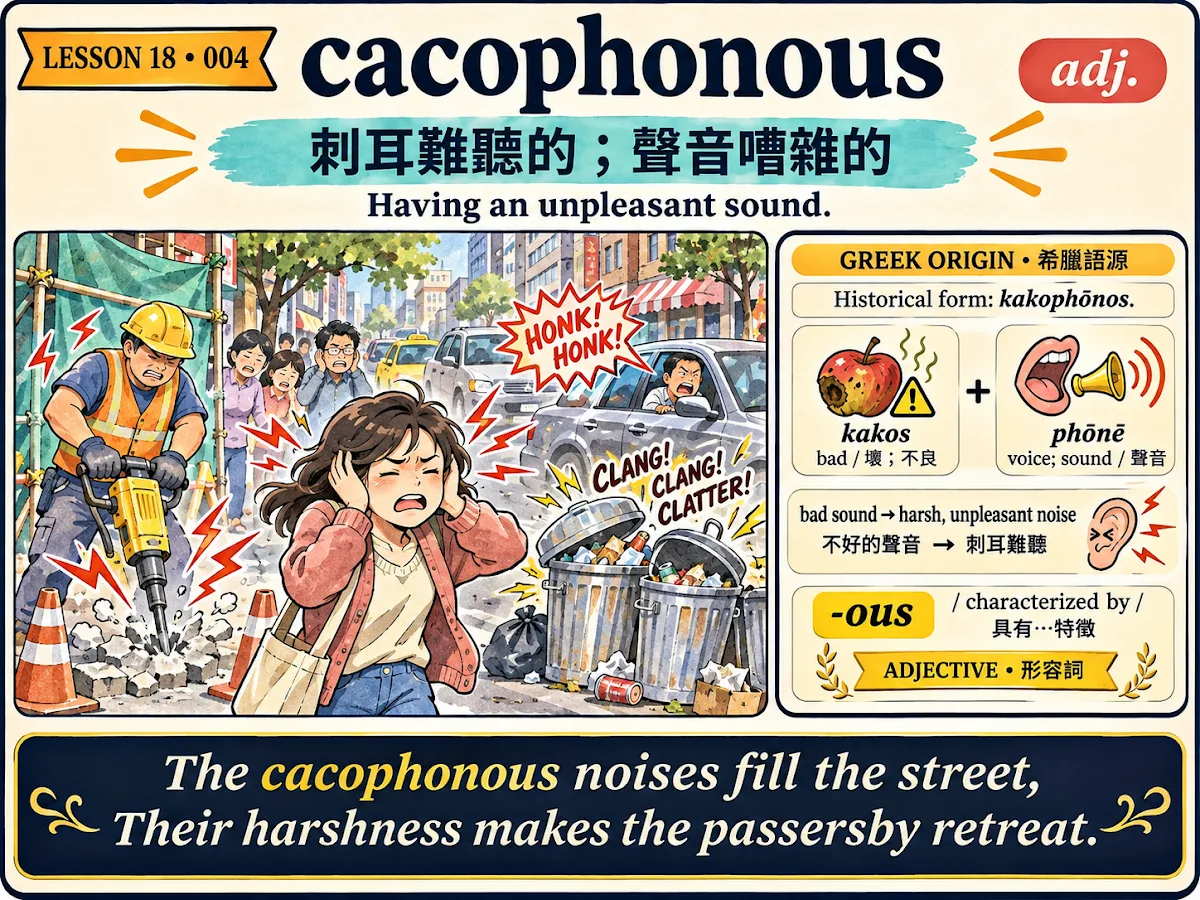 LESSON 18 • 004
cacophonous
adj.
刺耳難聽的；聲音嘈雜的
Having an unpleasant sound.
HONK!
HONK!
CLANG!
CLANG!
CLATTER!
GREEK ORIGIN • 希臘語源
Historical form: kakophōnos.
kakos
bad / 壞；不良
+
phōnē
voice; sound / 聲音
bad sound → harsh, unpleasant noise
不好的聲音 → 刺耳難聽
-ous
/ characterized by /
具有…特徵
ADJECTIVE • 形容詞
The cacophonous noises fill the street,
Their harshness makes the passersby retreat.